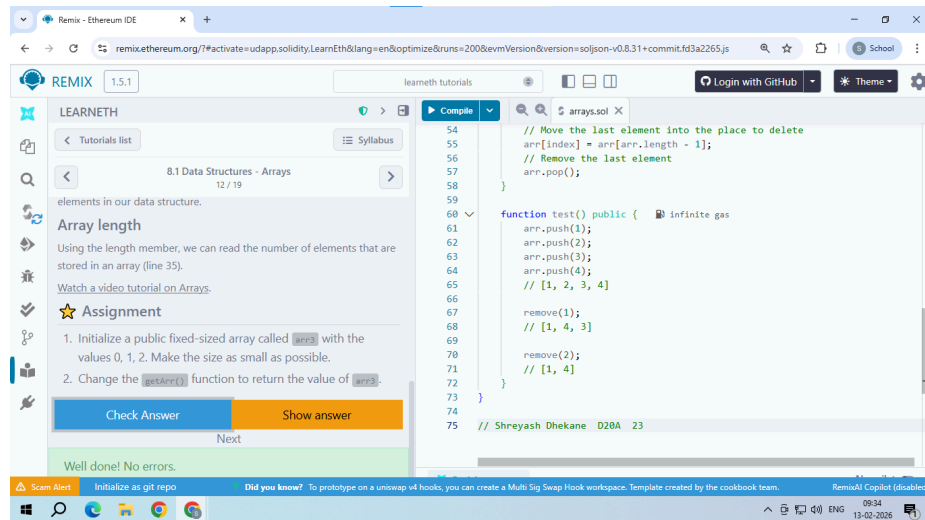 Remix - Ethereum IDE
remix.ethereum.org/?#activate=udapp.solidity.LearnEth&lang=en&optimize&runs=200&evmVersion&version=soljson-v0.8.31+commit.fd3a2265.js
School
REMIX 1.5.1
learneth tutorials
Login with GitHub
Theme
LEARNETH
Compile
arrays.sol
Tutorials list
Syllabus
8.1 Data Structures - Arrays
12 / 19
elements in our data structure.
Array length
Using the length member, we can read the number of elements that are
stored in an array (line 35).
Watch a video tutorial on Arrays.
Assignment
1. Initialize a public fixed-sized array called arr3 with the
values 0, 1, 2. Make the size as small as possible.
2. Change the getArr() function to return the value of arr3.
Check Answer
Show answer
Next
Well done! No errors.
54 // Move the last element into the place to delete
55 arr[index] = arr[arr.length - 1];
56 // Remove the last element
57 arr.pop();
58 }
59
60 function test() public { infinite gas
61 arr.push(1);
62 arr.push(2);
63 arr.push(3);
64 arr.push(4);
65 // [1, 2, 3, 4]
66
67 remove(1);
68 // [1, 4, 3]
69
70 remove(2);
71 // [1, 4]
72 }
73 }
74
75 // Shreyash Dhekane D20A 23
Scam Alert
Initialize as git repo
Did you know? To prototype on a uniswap v4 hooks, you can create a Multi Sig Swap Hook workspace. Template created by the cookbook team.
RemixAI Copilot (disabled
ENG
09:34
13-02-2026